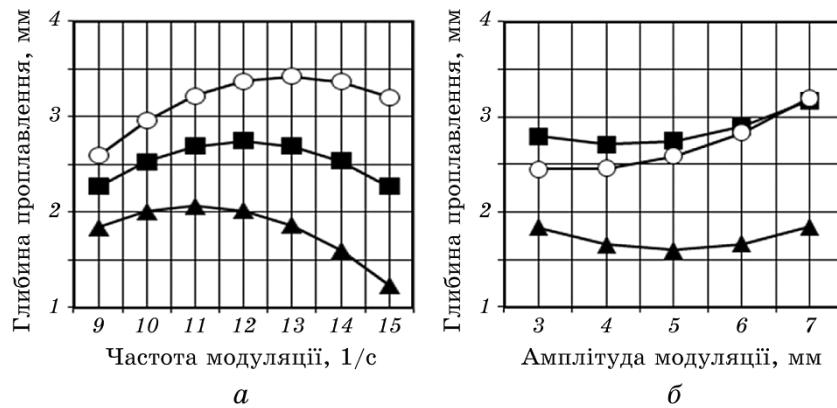 Глибина проплавлення, мм
4
3
2
1
9 10 11 12 13 14 15
Частота модуляції, 1/с
а
Глибина проплавлення, мм
4
3
2
1
3 4 5 6 7
Амплітуда модуляції, мм
б